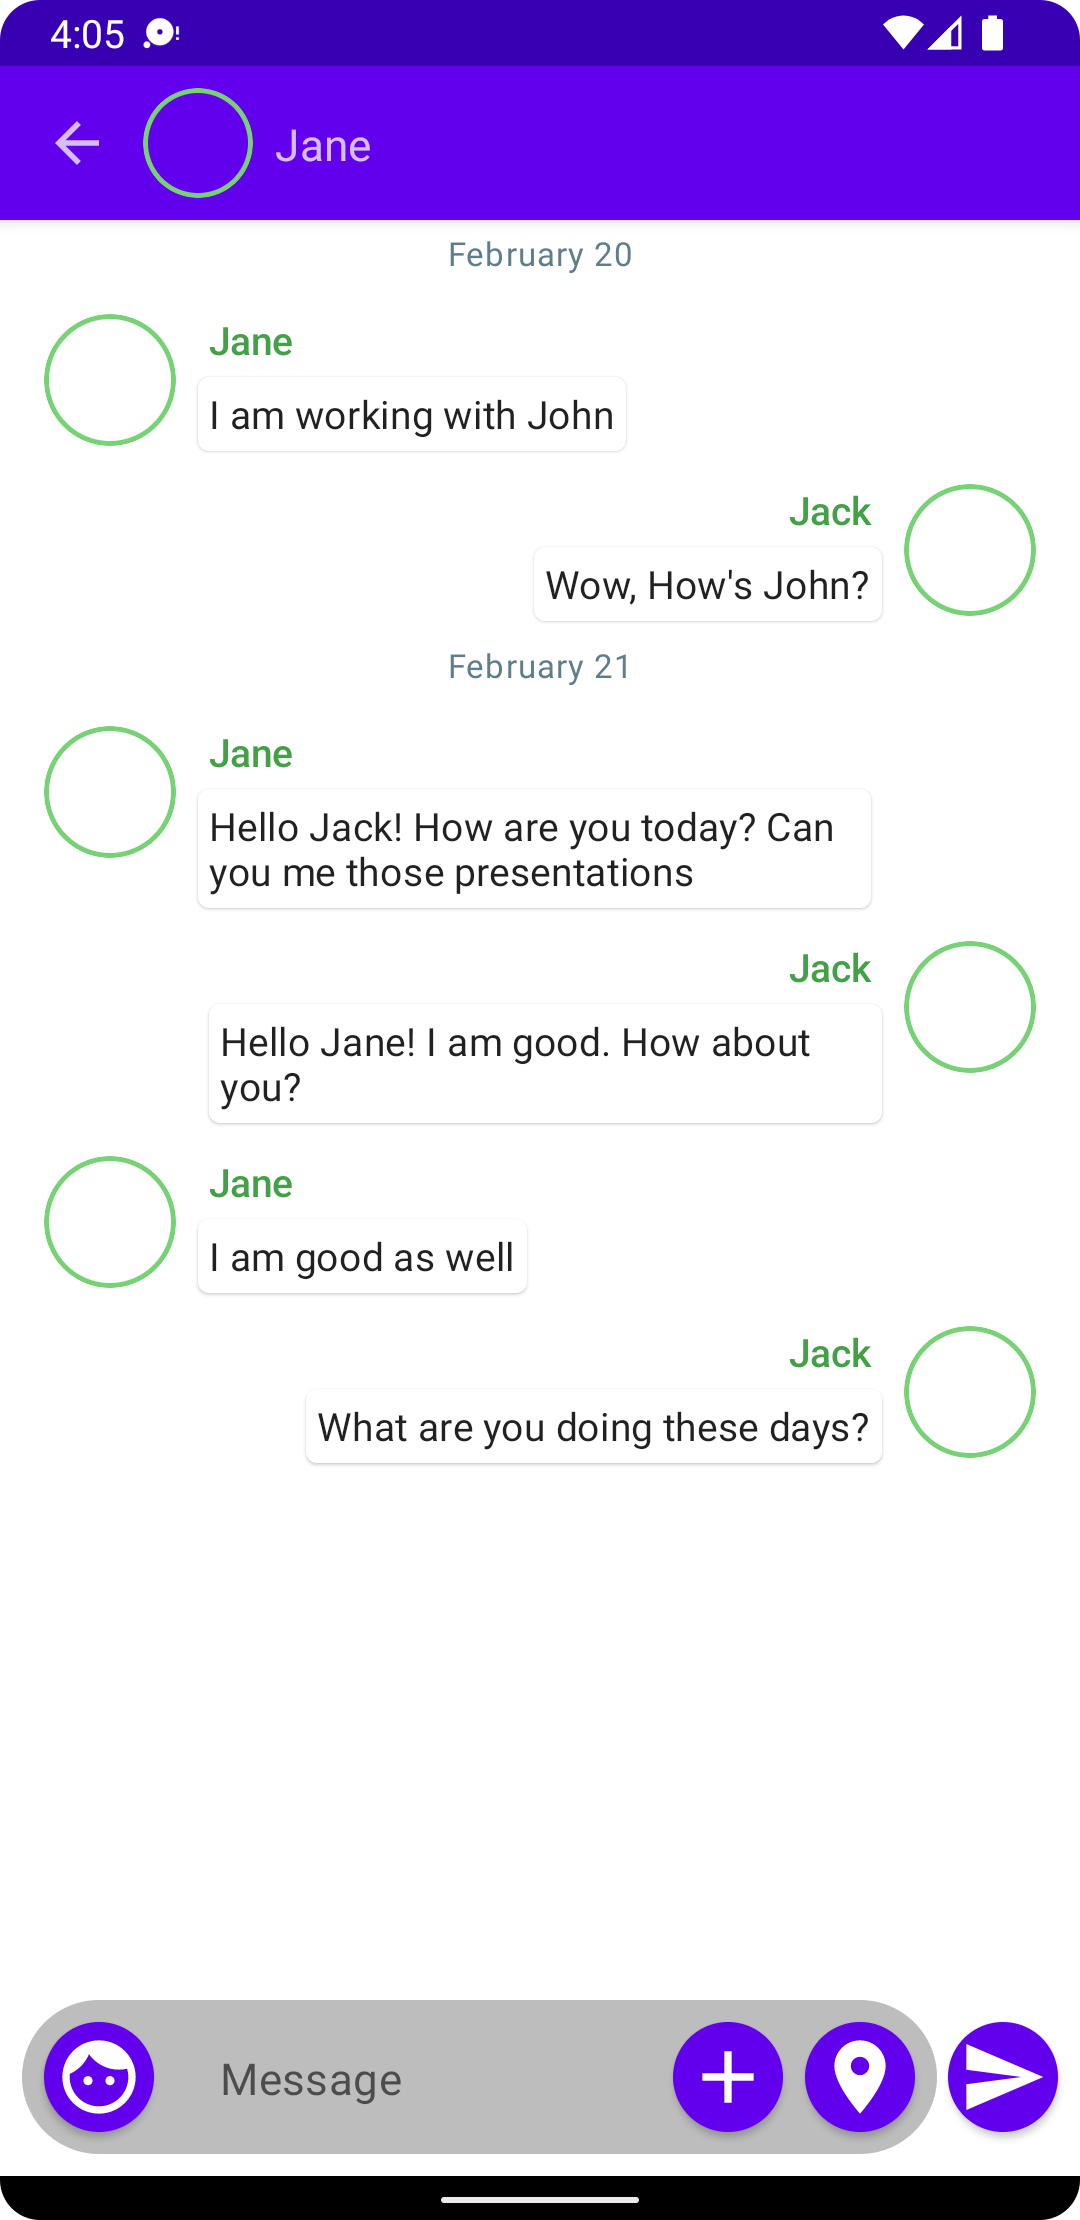 4:05
Jane
February 20
Jane
I am working with John
Jack
Wow, How's John?
February 21
Jane
Hello Jack! How are you today? Can
you me those presentations
Jack
Hello Jane! I am good. How about
you?
Jane
I am good as well
Jack
What are you doing these days?
Message